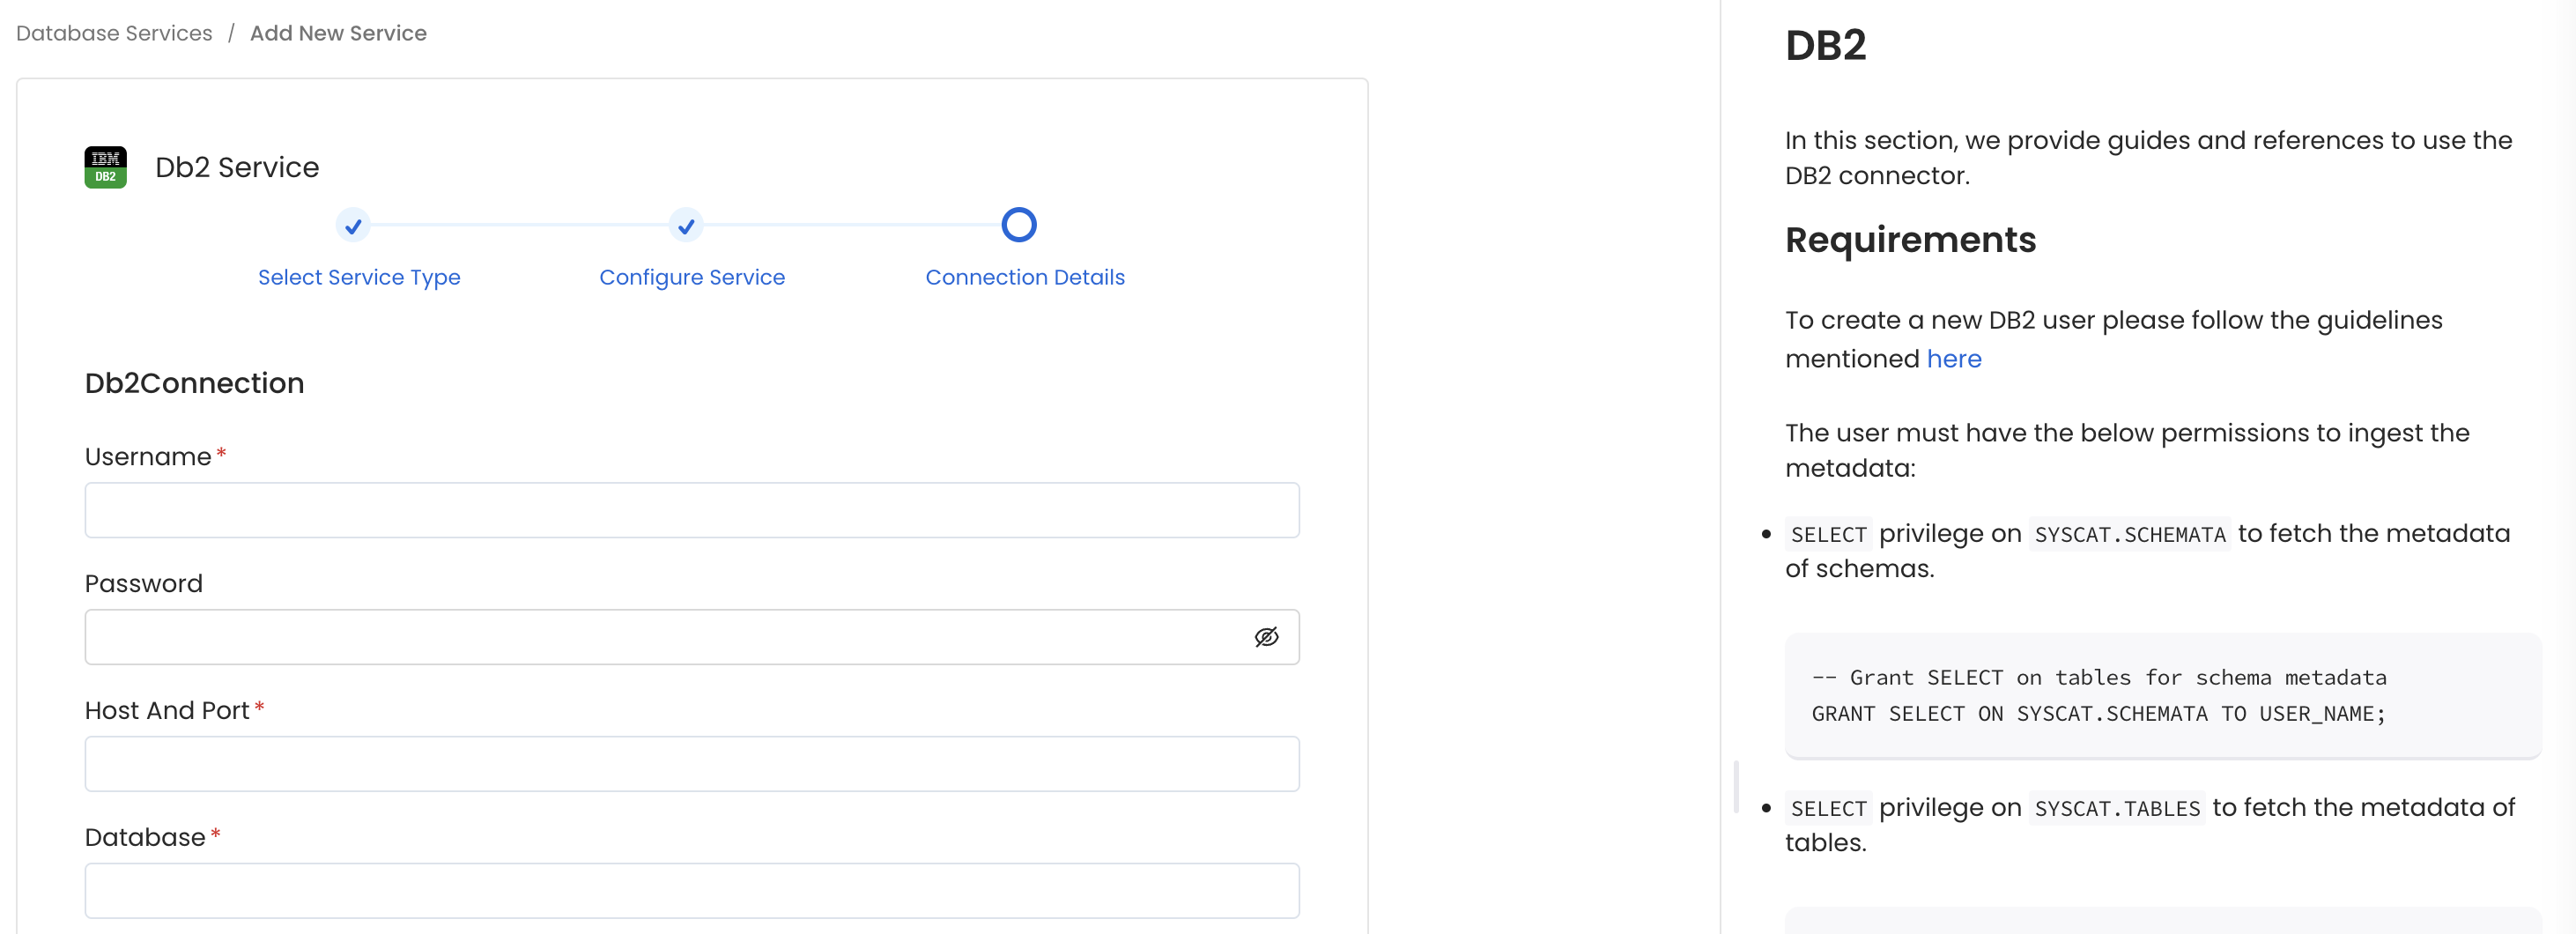 Database Services / Add New Service
IBM
DB2
Db2 Service
Select Service Type
Configure Service
Connection Details
Db2Connection
Username*
Password
Host And Port*
Database*
DB2
In this section, we provide guides and references to use the
DB2 connector.
Requirements
To create a new DB2 user please follow the guidelines
mentioned here
The user must have the below permissions to ingest the
metadata:
• SELECT privilege on SYSCAT.SCHEMATA to fetch the metadata
of schemas.
-- Grant SELECT on tables for schema metadata
GRANT SELECT ON SYSCAT.SCHEMATA TO USER_NAME;
• SELECT privilege on SYSCAT.TABLES to fetch the metadata of
tables.